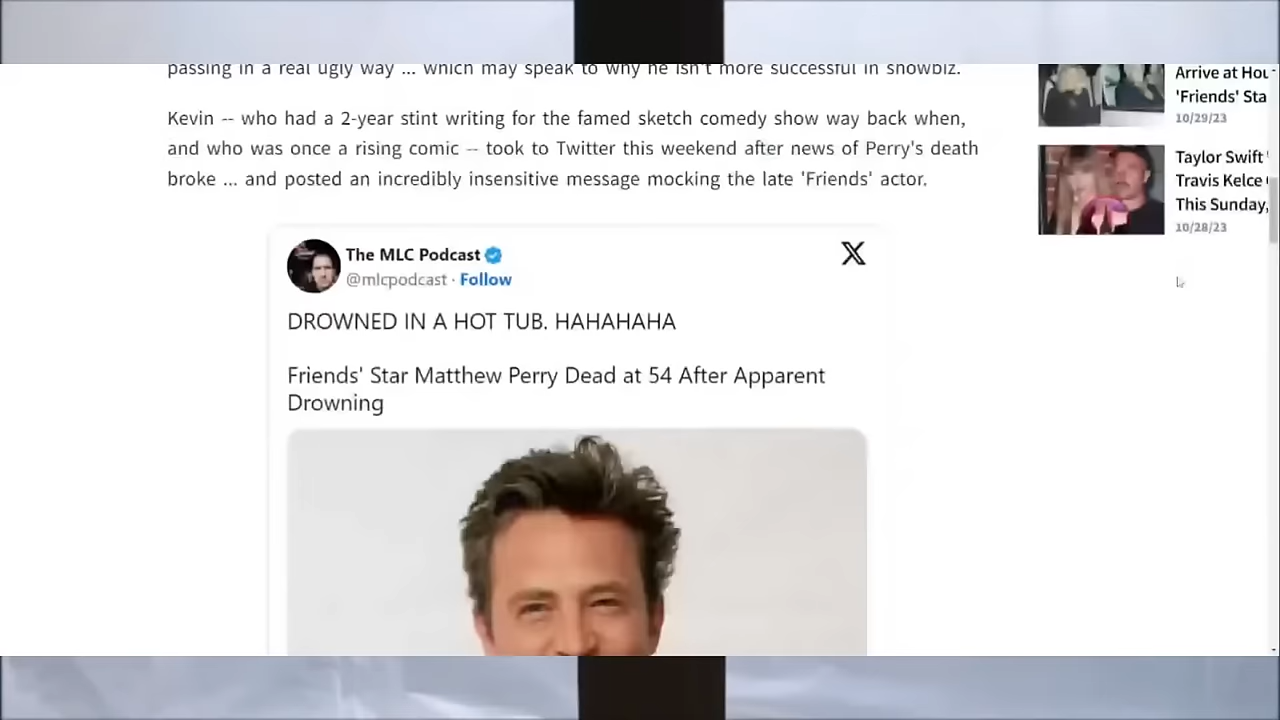 passing in a real ugly way ... which may speak to why he isn't more successful in showbiz.
Kevin -- who had a 2-year stint writing for the famed sketch comedy show way back when,
and who was once a rising comic -- took to Twitter this weekend after news of Perry's death
broke ... and posted an incredibly insensitive message mocking the late 'Friends' actor.
The MLC Podcast
@mlcpodcast · Follow
DROWNED IN A HOT TUB. HAHAHAHA
Friends' Star Matthew Perry Dead at 54 After Apparent
Drowning
Arrive at Hou
'Friends' Sta
10/29/23
Taylor Swift
Travis Kelce
This Sunday,
10/28/23